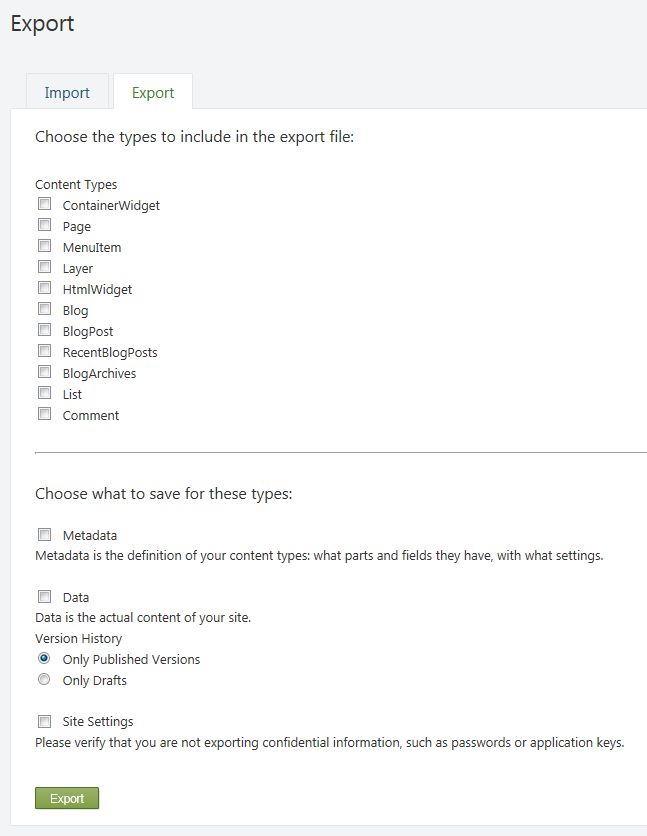 Export
Import
Export
Choose the types to include in the export file:
Content Types
ContainerWidget
Page
MenuItem
Layer
HtmlWidget
Blog
BlogPost
RecentBlogPosts
BlogArchives
List
Comment
Choose what to save for these types:
Metadata
Metadata is the definition of your content types: what parts and fields they have, with what settings.
Data
Data is the actual content of your site.
Version History
Only Published Versions
Only Drafts
Site Settings
Please verify that you are not exporting confidential information, such as passwords or application keys.
Export